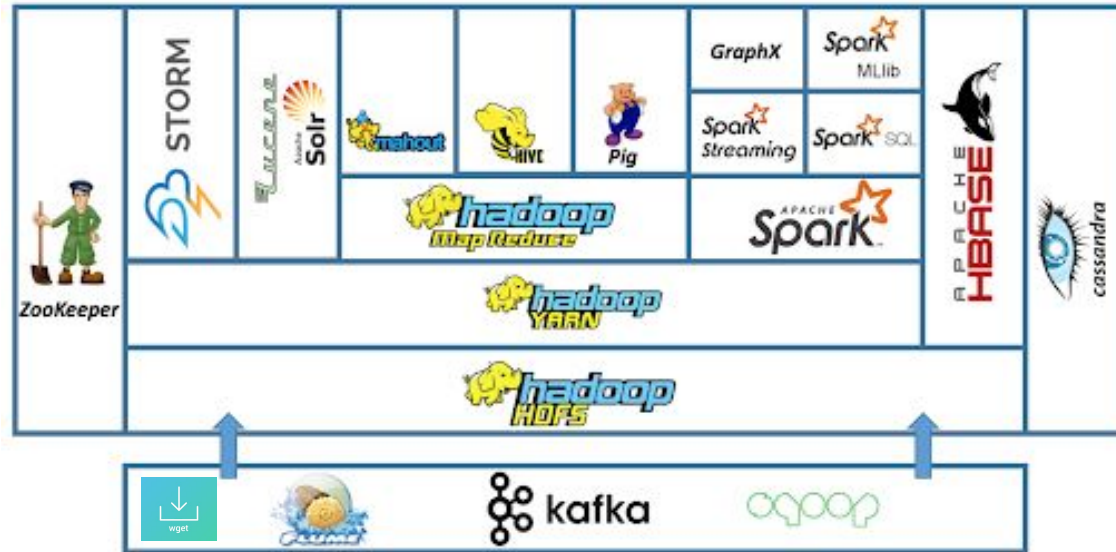 ZooKeeper
STORM
Lucene
Apache
Solr
mahout
HIVE
Pig
GraphX
Spark
MLlib
Spark
Streaming
Spark SQL
hadoop
Map Reduce
APACHE
Spark
TM
APACHE
HBASE
cassandra
hadoop
YARN
hadoop
HDFS
wget
FLUME
kafka
sqoop